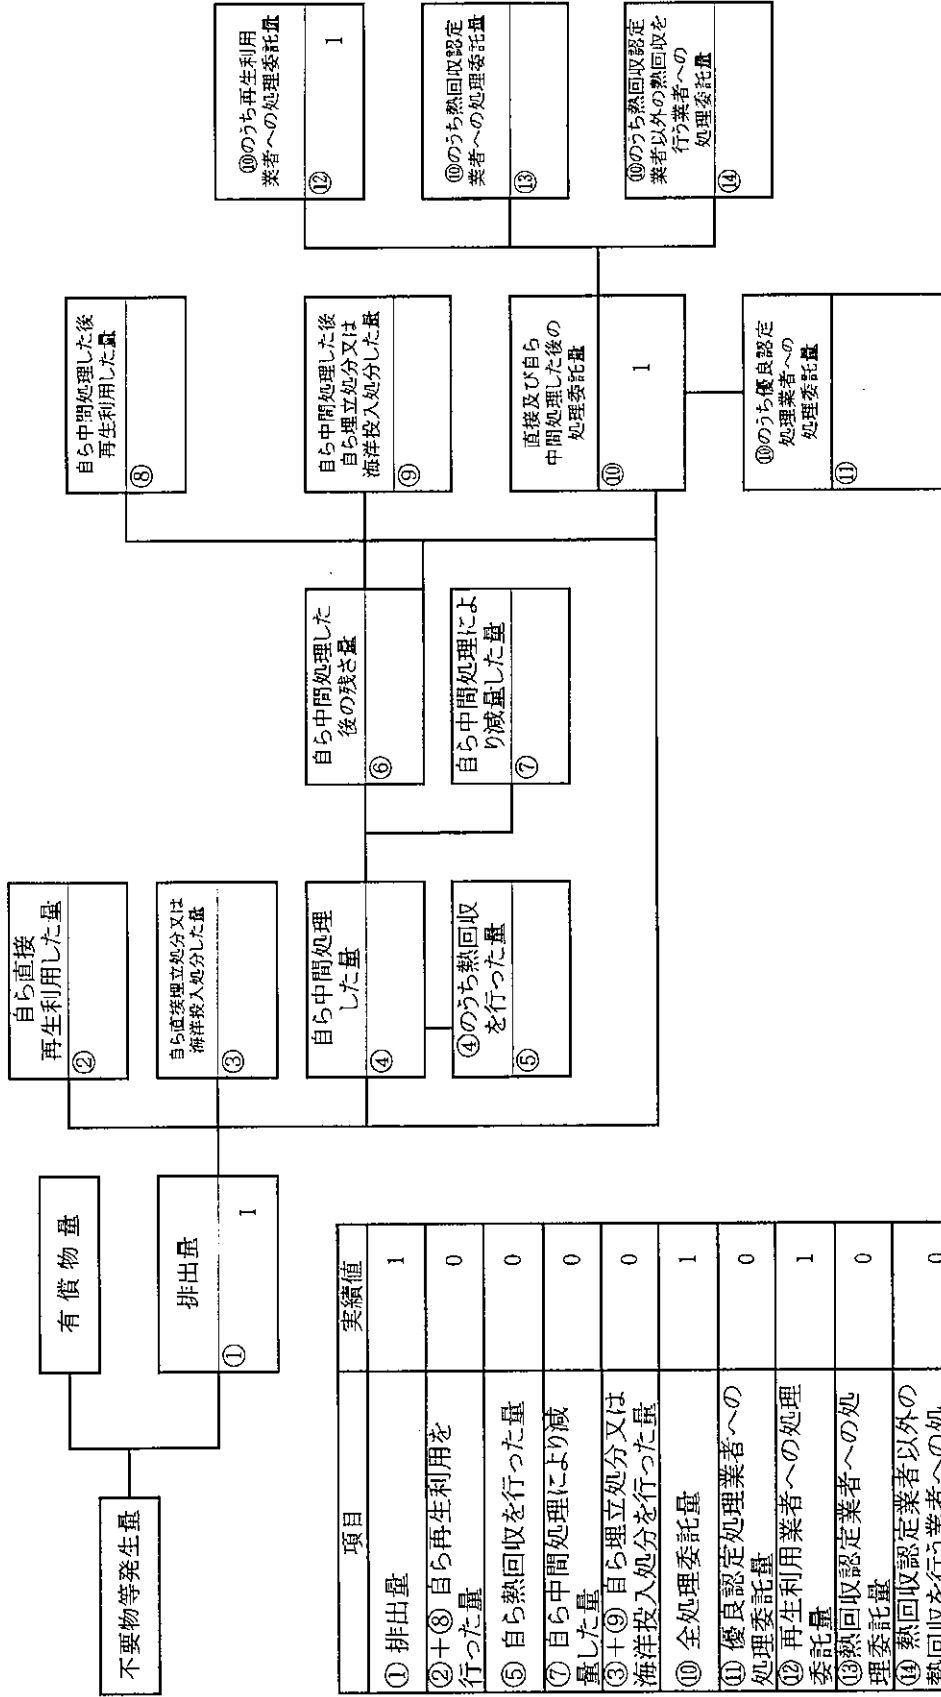 不要物等発生量
有償物量
排出量
①
1
自ら直接
再生利用した量
②
自ら直接埋立処分又は
海洋投入処分した量
③
自ら中間処理
した量
④
④のうち熱回収
を行った量
⑤
自ら中間処理した
後の残さ量
⑥
自ら中間処理によ
り減量した量
⑦
自ら中間処理した後
再生利用した量
⑧
自ら中間処理した後
自ら埋立処分又は
海洋投入処分した量
⑨
直接及び自ら
中間処理した後の
処理委託量
⑩
1
⑩のうち優良認定
処理業者への
処理委託量
⑪
⑩のうち再生利用
業者への処理委託量
⑫
1
⑩のうち熱回収認定
業者への処理委託量
⑬
⑩のうち熱回収認定
業者以外の熱回収を
行う業者への
処理委託量
⑭
項目 実績値
①排出量 1
②+⑧自ら再生利用を
行った量 0
⑤自ら熱回収を行った量 0
⑦自ら中間処理により減
量した量 0
③+⑨自ら埋立処分又は
海洋投入処分を行った量 0
⑩全処理委託量 1
⑪優良認定処理業者への
処理委託量 0
⑫再生利用業者への処理
委託量 1
⑬熱回収認定業者への処
理委託量 0
⑭熱回収認定業者以外の
熱回収を行う業者への処 0